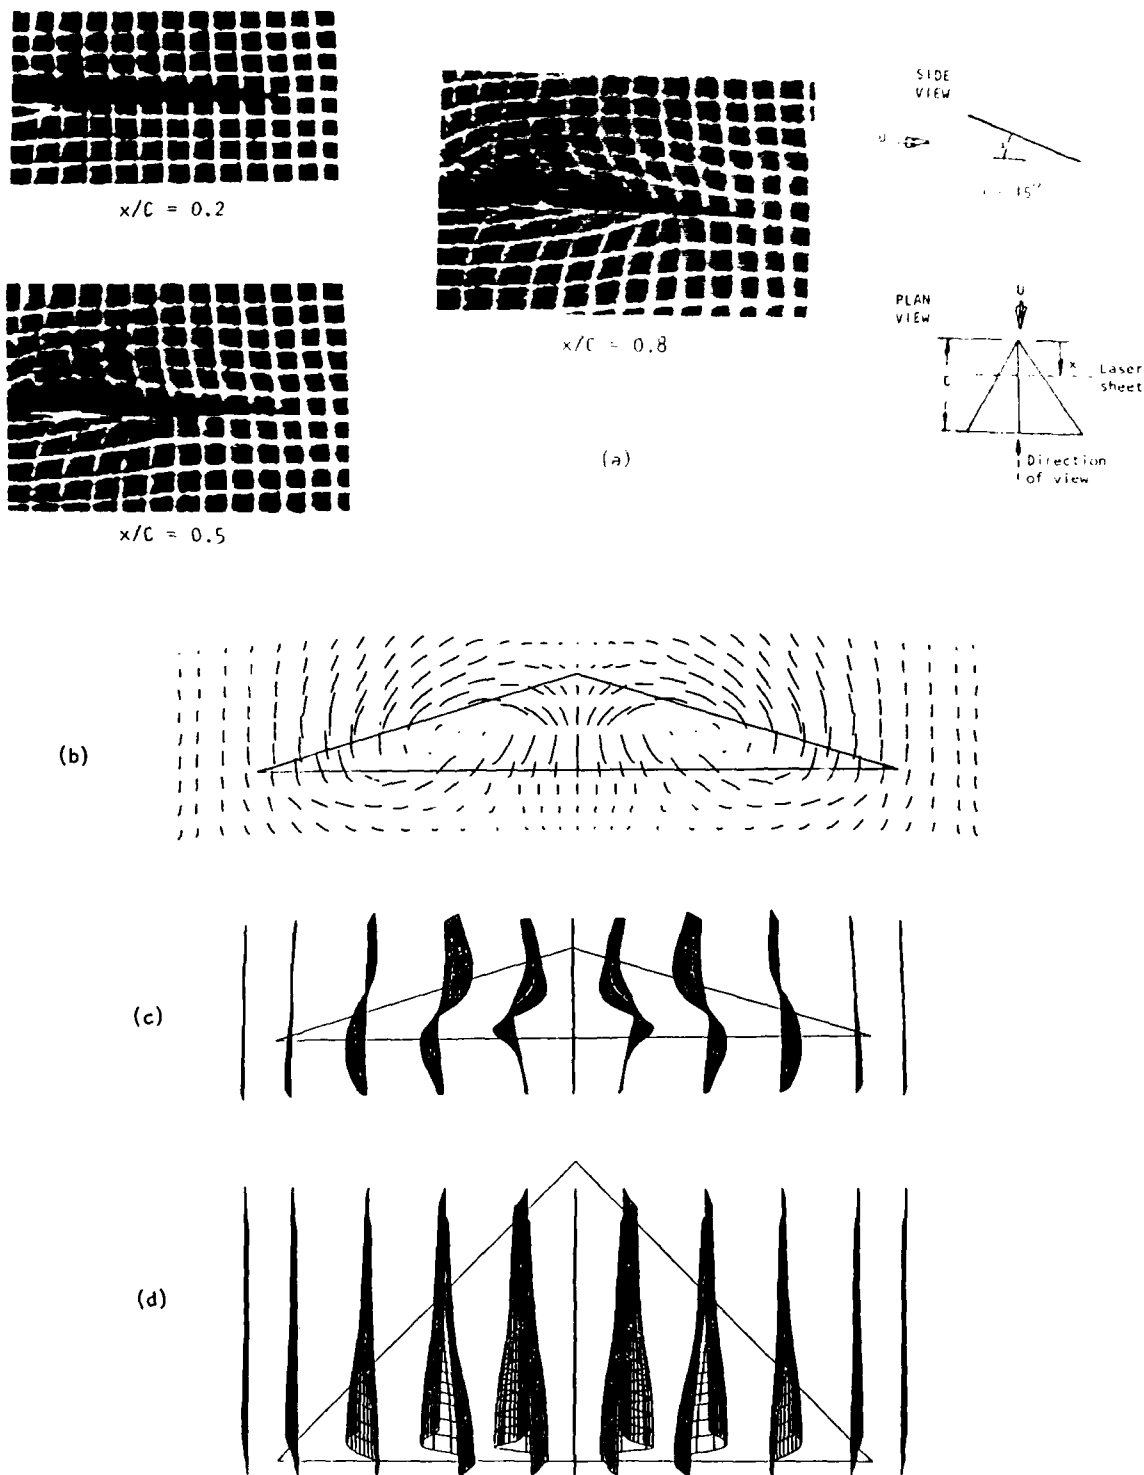 x/C = 0.2
x/C = 0.5
x/C = 0.8
(a)
SIDE
VIEW
U
PLAN
VIEW
U
C
x
Laser
sheet
Direction
of view
(b)
(c)
(d)